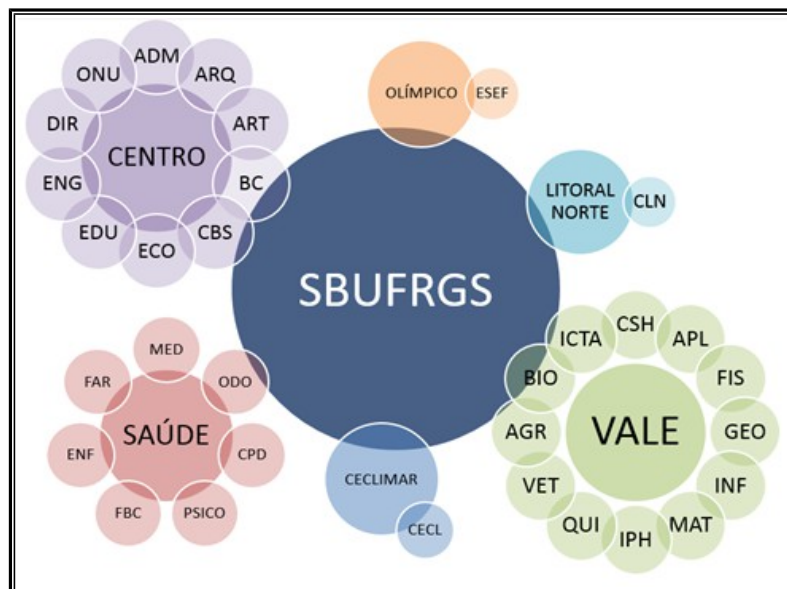 ADM
ONU
ARQ
DIR
ART
CENTRO
ENG
BC
EDU
CBS
ECO
OLÍMPICO
ESEF
LITORAL
NORTE
CLN
SBUFRGS
MED
FAR
ODO
SAÚDE
ENF
CPD
FBC
PSICO
CECLIMAR
CECL
CSH
ICTA
APL
BIO
FIS
AGR
VALE
GEO
VET
INF
QUI
MAT
IPH